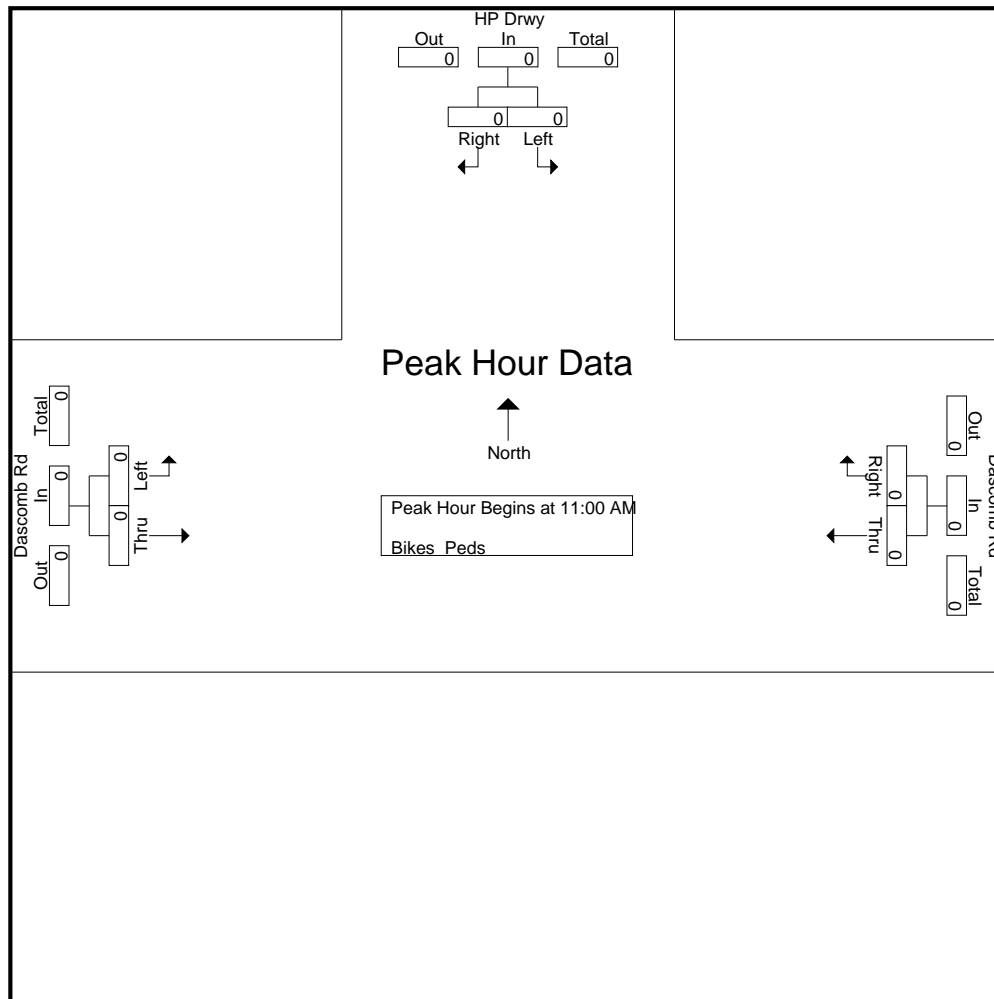 HP Drwy
Out In Total
0 0 0
0 0
Right Left
Peak Hour Data
North
Peak Hour Begins at 11:00 AM
Bikes Peds
Dascomb Rd
Total In Out
0 0 0
0 0
Left Thru
Right Thru
0 0
0 0 0
Out In Total